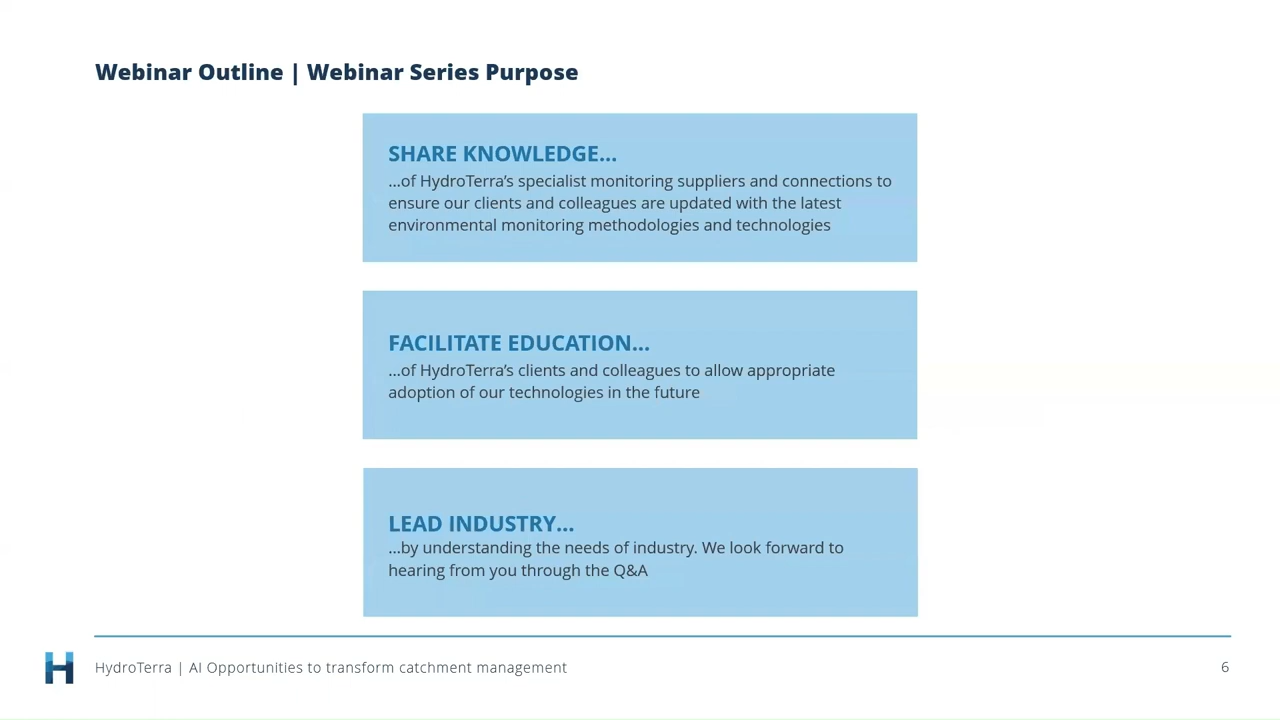 Webinar Outline | Webinar Series Purpose
SHARE KNOWLEDGE...
...of HydroTerra's specialist monitoring suppliers and connections to
ensure our clients and colleagues are updated with the latest
environmental monitoring methodologies and technologies
FACILITATE EDUCATION...
...of HydroTerra's clients and colleagues to allow appropriate
adoption of our technologies in the future
LEAD INDUSTRY...
...by understanding the needs of industry. We look forward to
hearing from you through the Q&A
HydroTerra | AI Opportunities to transform catchment management
6